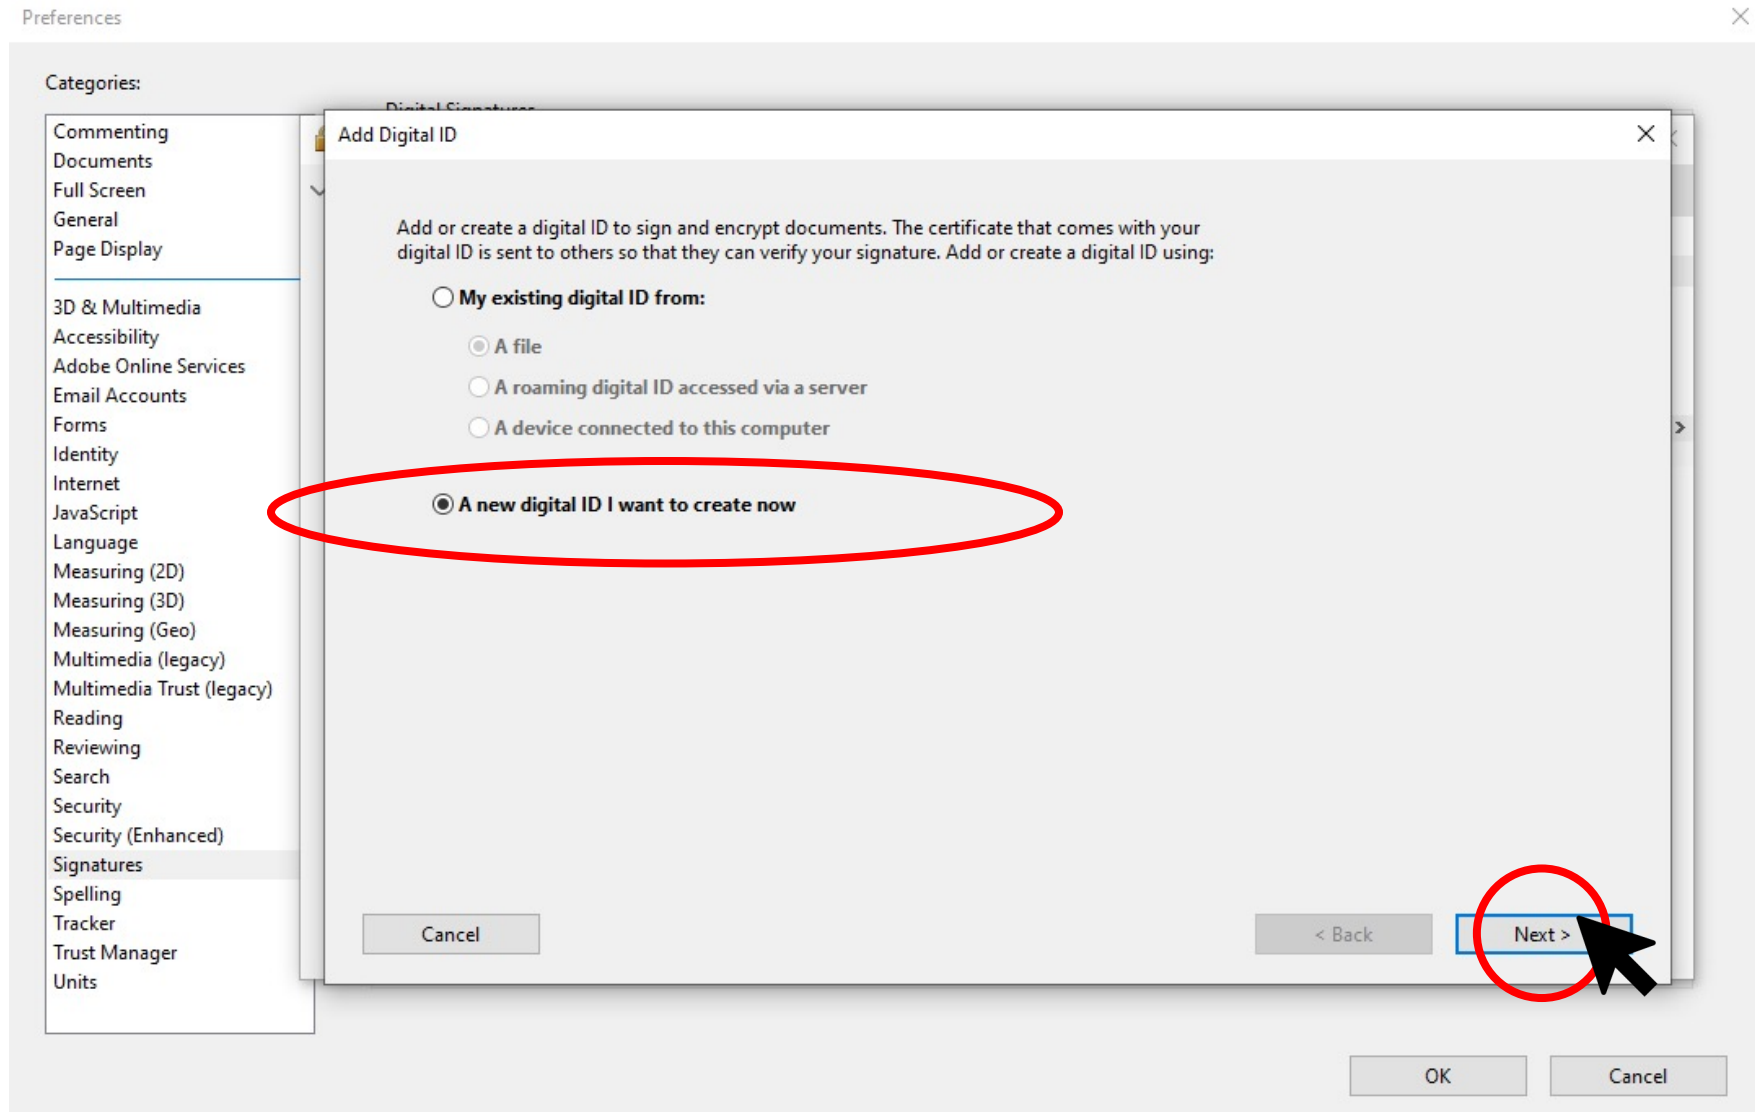 Preferences
Categories:
Digital Signatures
Commenting
Documents
Full Screen
General
Page Display
3D & Multimedia
Accessibility
Adobe Online Services
Email Accounts
Forms
Identity
Internet
JavaScript
Language
Measuring (2D)
Measuring (3D)
Measuring (Geo)
Multimedia (legacy)
Multimedia Trust (legacy)
Reading
Reviewing
Search
Security
Security (Enhanced)
Signatures
Spelling
Tracker
Trust Manager
Units
Add Digital ID
Add or create a digital ID to sign and encrypt documents. The certificate that comes with your
digital ID is sent to others so that they can verify your signature. Add or create a digital ID using:
My existing digital ID from:
A file
A roaming digital ID accessed via a server
A device connected to this computer
A new digital ID I want to create now
Cancel
< Back
Next >
OK
Cancel